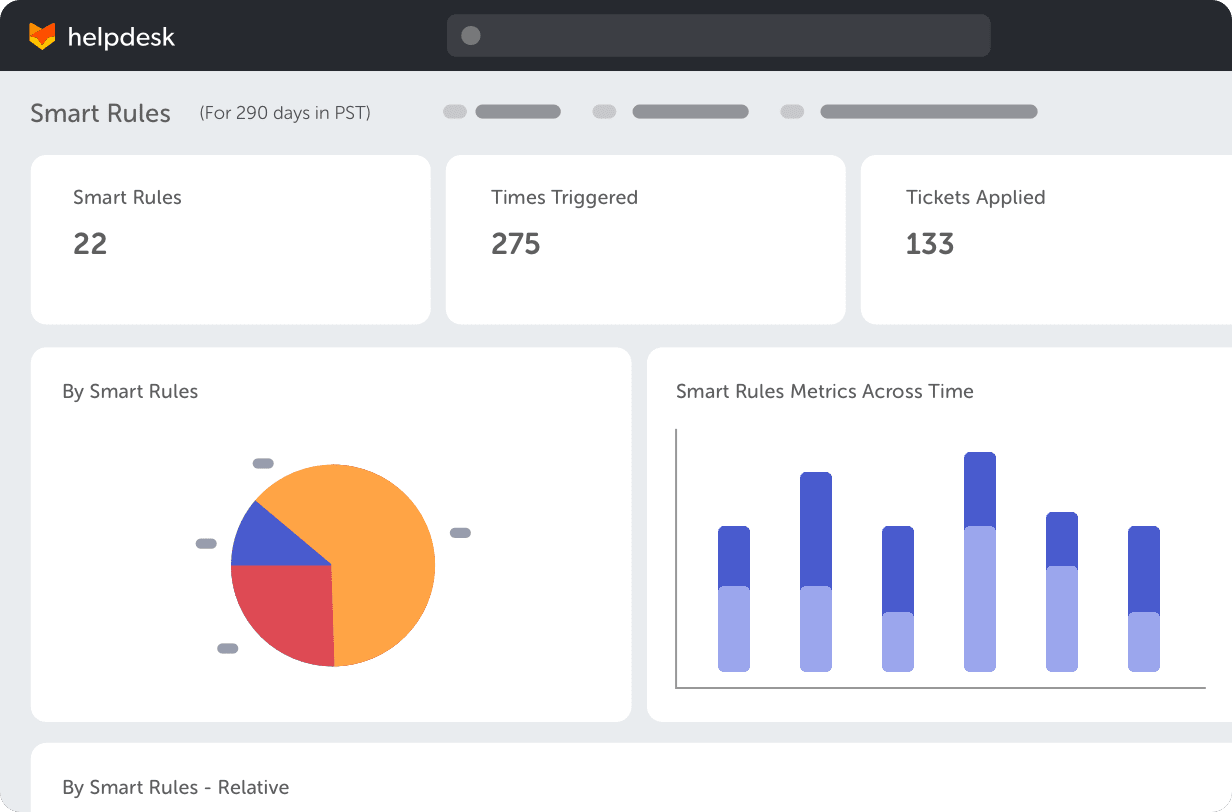 helpdesk
Smart Rules (For 290 days in PST)
Smart Rules
22
Times Triggered
275
Tickets Applied
133
By Smart Rules
Smart Rules Metrics Across Time
By Smart Rules - Relative